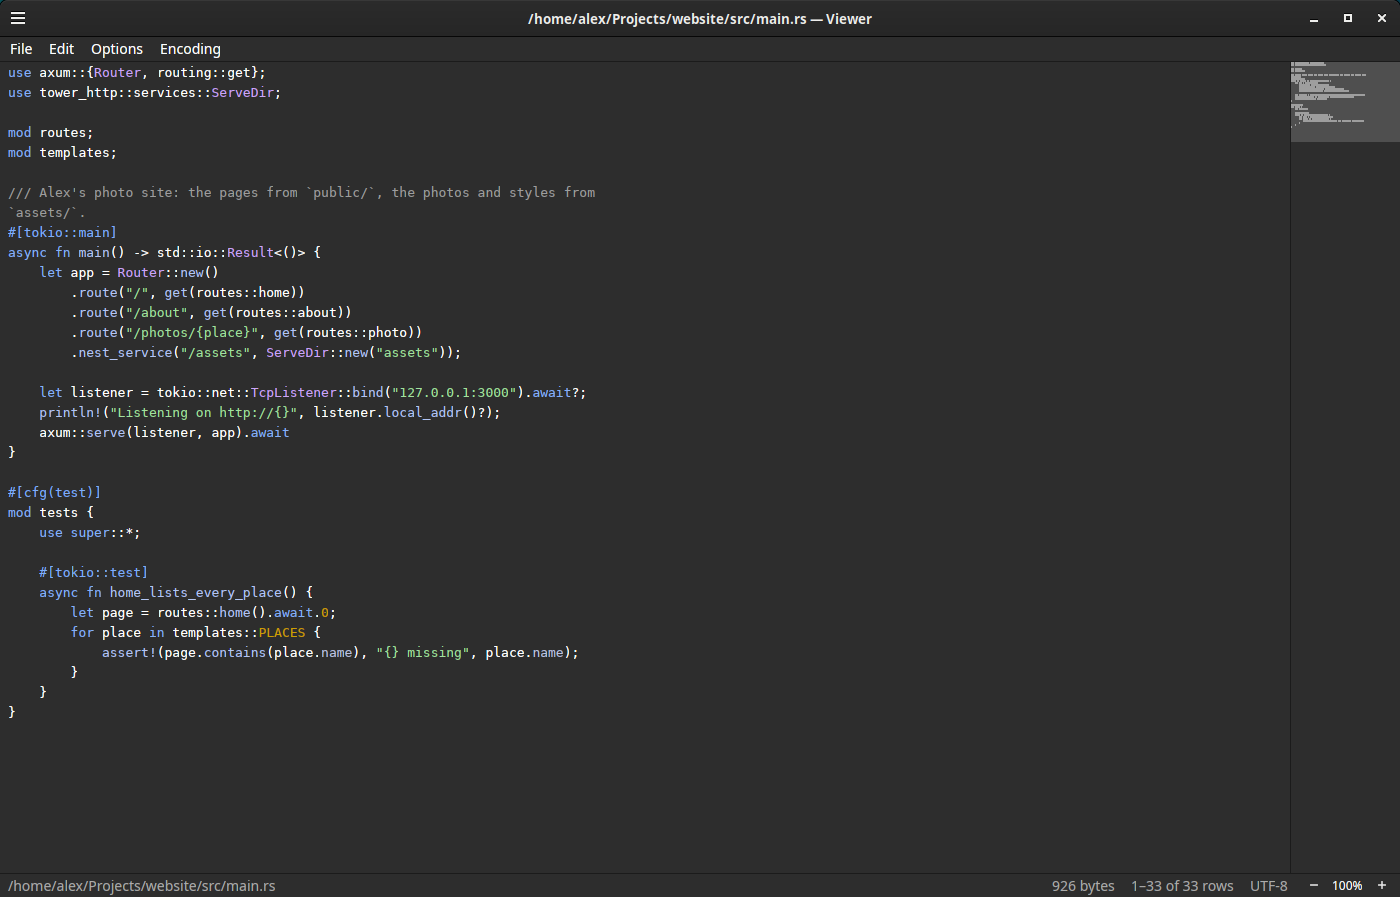 /home/alex/Projects/website/src/main.rs — Viewer
File Edit Options Encoding
use axum::{Router, routing::get};
use tower_http::services::ServeDir;
mod routes;
mod templates;
/// Alex's photo site: the pages from `public/`, the photos and styles from
`assets/`.
#[tokio::main]
async fn main() -> std::io::Result<()> {
    let app = Router::new()
        .route("/", get(routes::home))
        .route("/about", get(routes::about))
        .route("/photos/{place}", get(routes::photo))
        .nest_service("/assets", ServeDir::new("assets"));
    let listener = tokio::net::TcpListener::bind("127.0.0.1:3000").await?;
    println!("Listening on http://{}", listener.local_addr()?);
    axum::serve(listener, app).await
}
#[cfg(test)]
mod tests {
    use super::*;
    #[tokio::test]
    async fn home_lists_every_place() {
        let page = routes::home().await.0;
        for place in templates::PLACES {
            assert!(page.contains(place.name), "{} missing", place.name);
        }
    }
}
/home/alex/Projects/website/src/main.rs 926 bytes 1–33 of 33 rows UTF-8 − 100% +